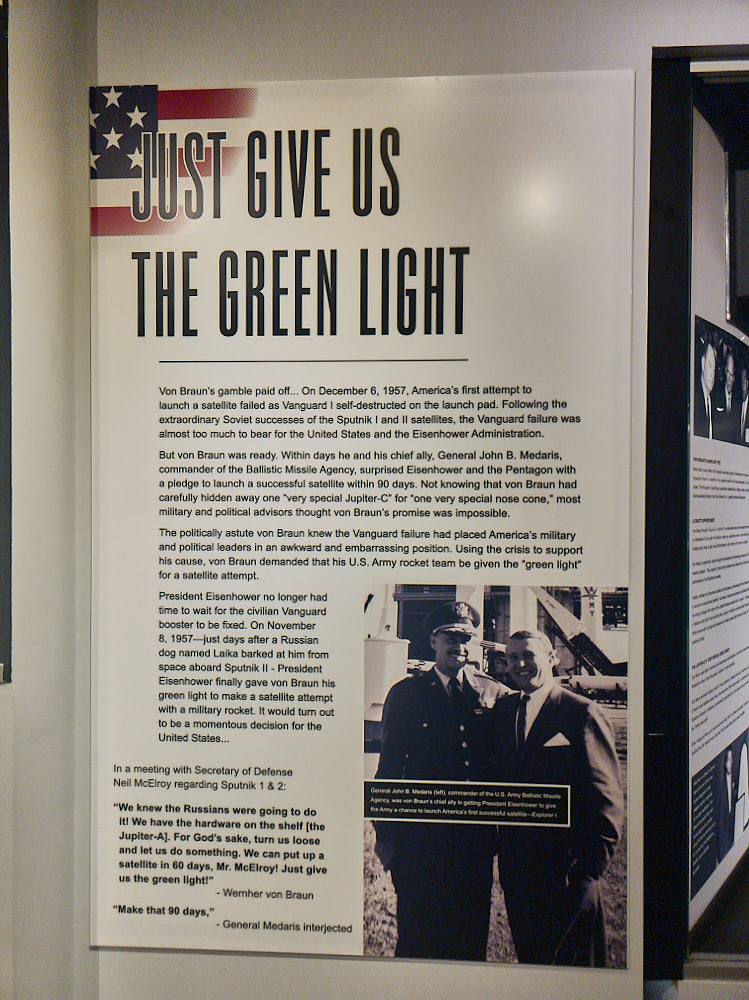 JUST GIVE US
THE GREEN LIGHT
Von Braun's gamble paid off... On December 6, 1957, America's first attempt to
launch a satellite failed as Vanguard I self-destructed on the launch pad. Following the
extraordinary Soviet successes of the Sputnik I and II satellites, the Vanguard failure was
almost too much to bear for the United States and the Eisenhower Administration.
But von Braun was ready. Within days he and his chief ally, General John B. Medaris,
commander of the Ballistic Missile Agency, surprised Eisenhower and the Pentagon with
a pledge to launch a successful satellite within 90 days. Not knowing that von Braun had
carefully hidden away one "very special Jupiter-C" for "one very special nose cone," most
military and political advisors thought von Braun's promise was impossible.
The politically astute von Braun knew the Vanguard failure had placed America's military
and political leaders in an awkward and embarrassing position. Using the crisis to support
his cause, von Braun demanded that his U.S. Army rocket team be given the "green light"
for a satellite attempt.
President Eisenhower no longer had
time to wait for the civilian Vanguard
booster to be fixed. On November
8, 1957—just days after a Russian
dog named Laika barked at him from
space aboard Sputnik II - President
Eisenhower finally gave von Braun his
green light to make a satellite attempt
with a military rocket. It would turn out
to be a momentous decision for the
United States...
In a meeting with Secretary of Defense
Neil McElroy regarding Sputnik 1 & 2:
"We knew the Russians were going to do
it! We have the hardware on the shelf [the
Jupiter-A]. For God's sake, turn us loose
and let us do something. We can put up a
satellite in 60 days, Mr. McElroy! Just give
us the green light!"
- Wernher von Braun
"Make that 90 days,"
- General Medaris interjected
General John B. Medaris (left), commander of the U.S. Army Ballistic Missile
Agency, was von Braun's chief ally in getting President Eisenhower to give
the Army a chance to launch America's first successful satellite—Explorer I.